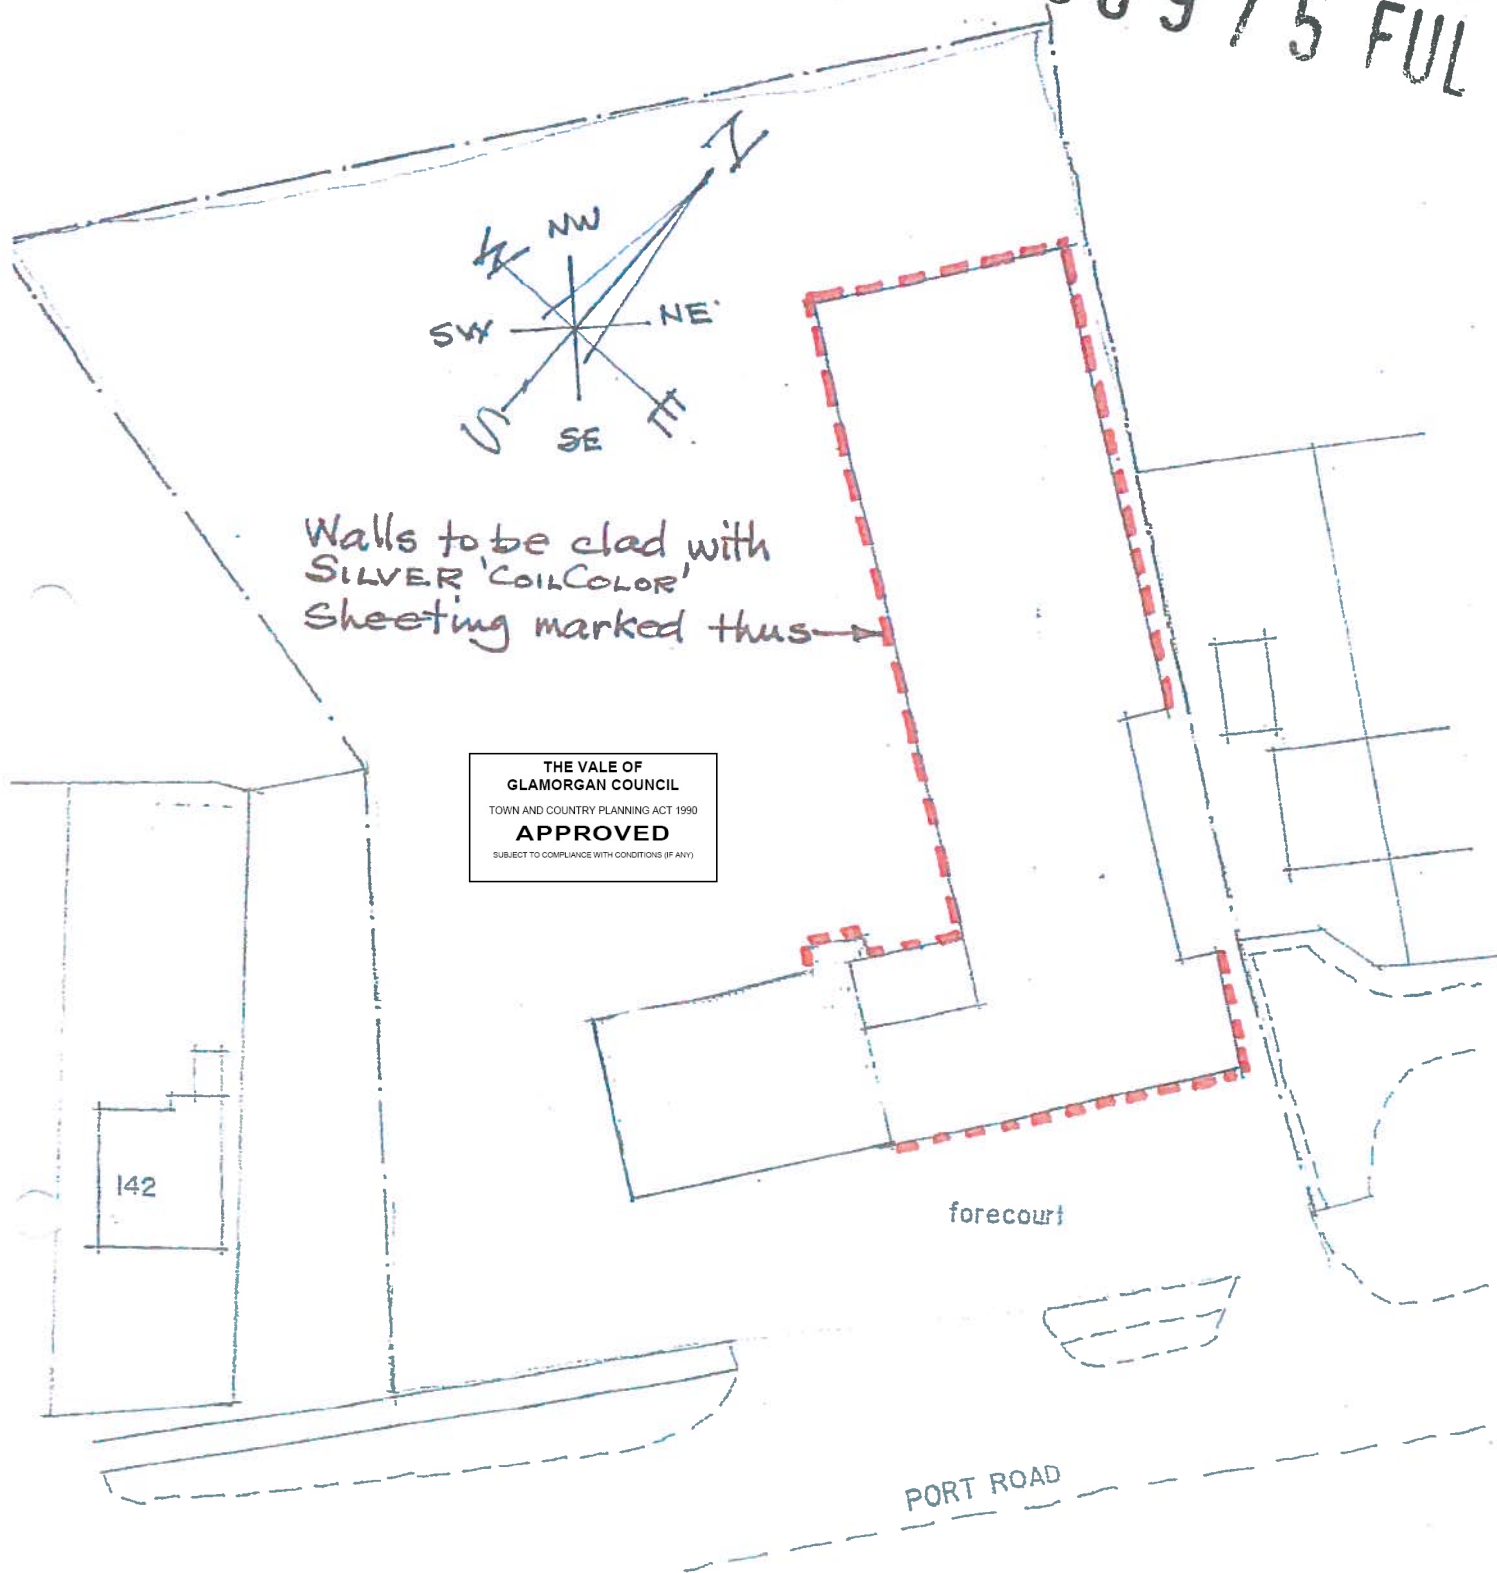 975 FUL
N
W
NW
SW
NE
S
SE
E
Walls to be clad with
SILVER 'COILCOLOR'
Sheeting marked thus
THE VALE OF
GLAMORGAN COUNCIL
TOWN AND COUNTRY PLANNING ACT 1990
APPROVED
SUBJECT TO COMPLIANCE WITH CONDITIONS (IF ANY)
142
forecourt
PORT ROAD